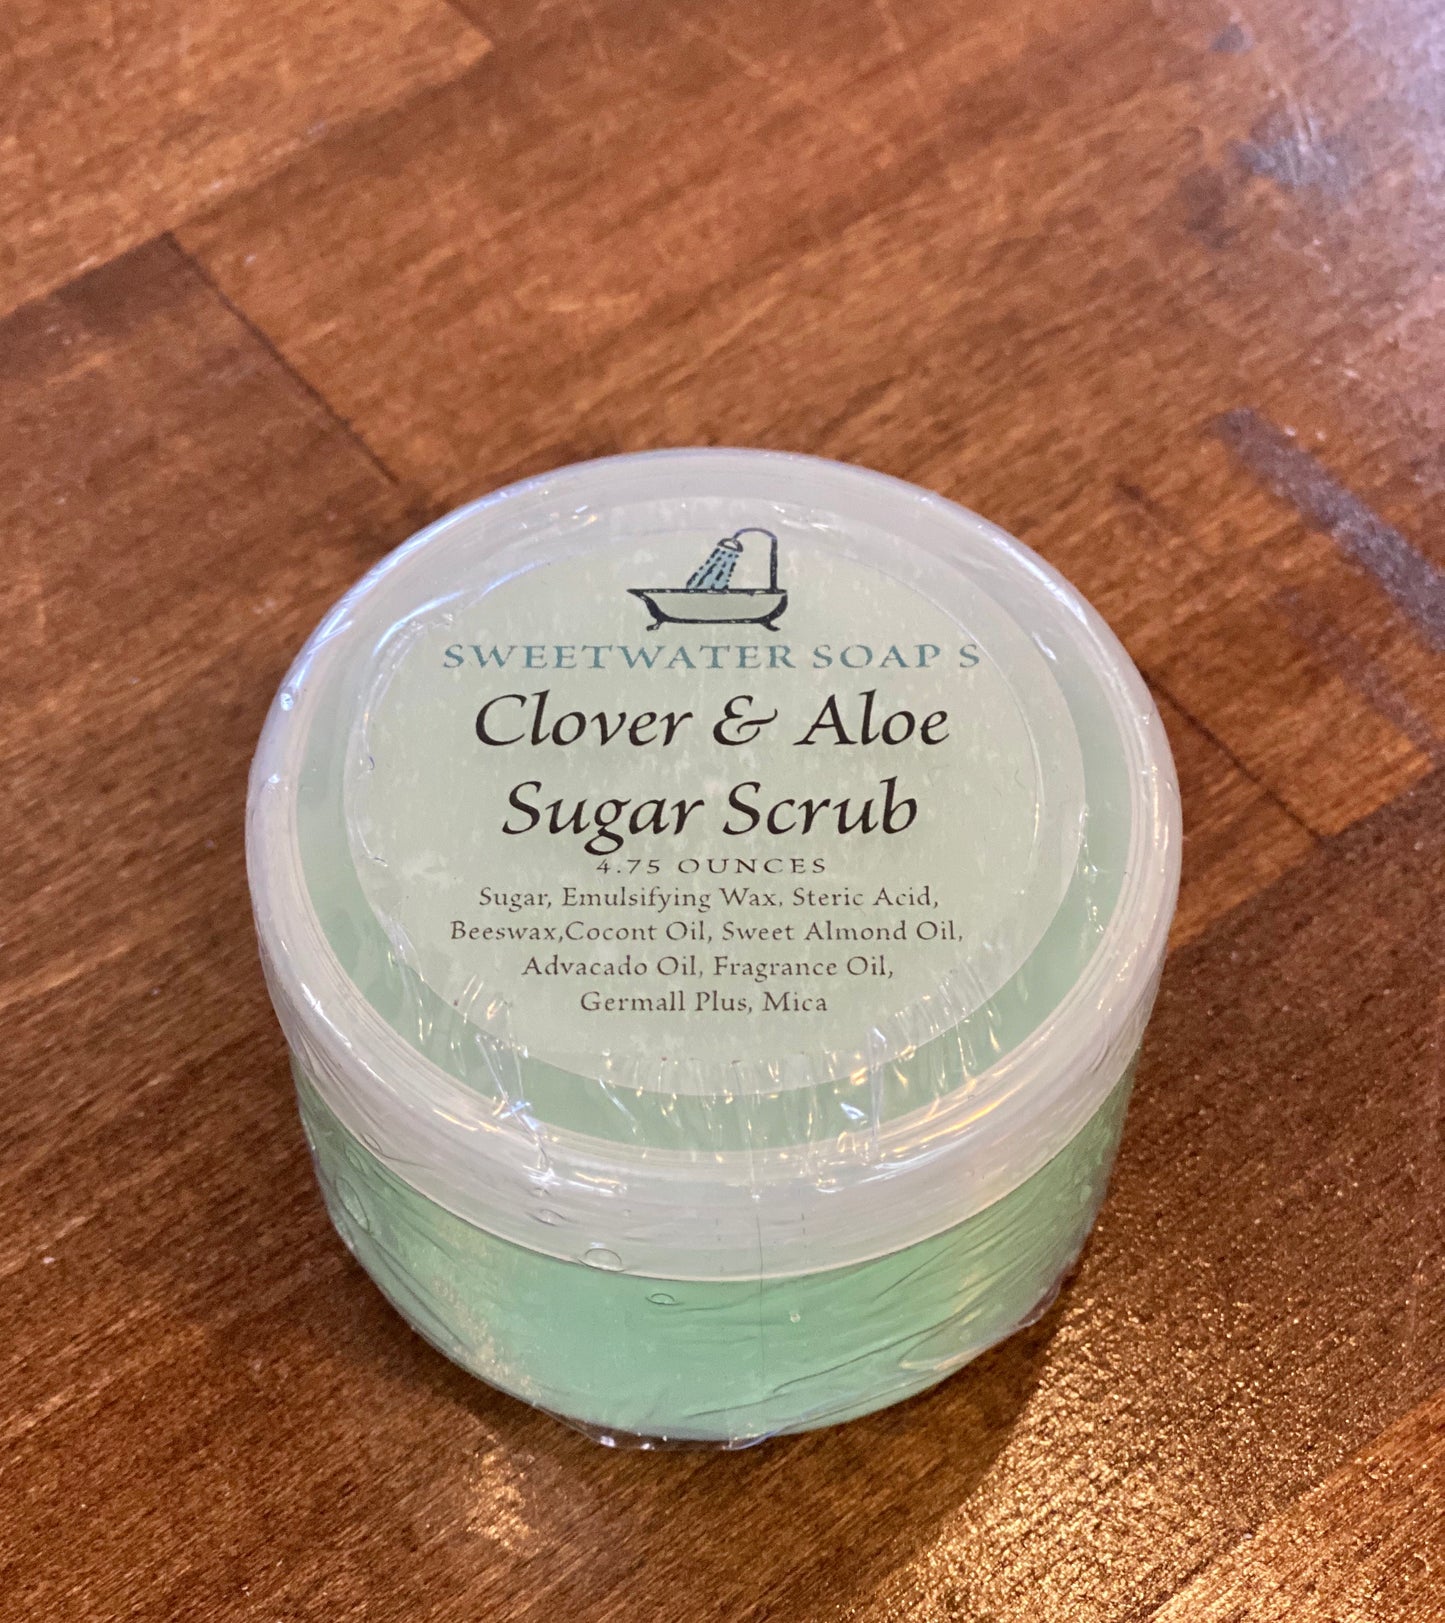 SWEETWATER SOAP S
Clover & Aloe
Sugar Scrub
4.75 OUNCES
Sugar, Emulsifying Wax, Steric Acid,
Beeswax,Cocont Oil, Sweet Almond Oil,
Advacado Oil, Fragrance Oil,
Germall Plus, Mica